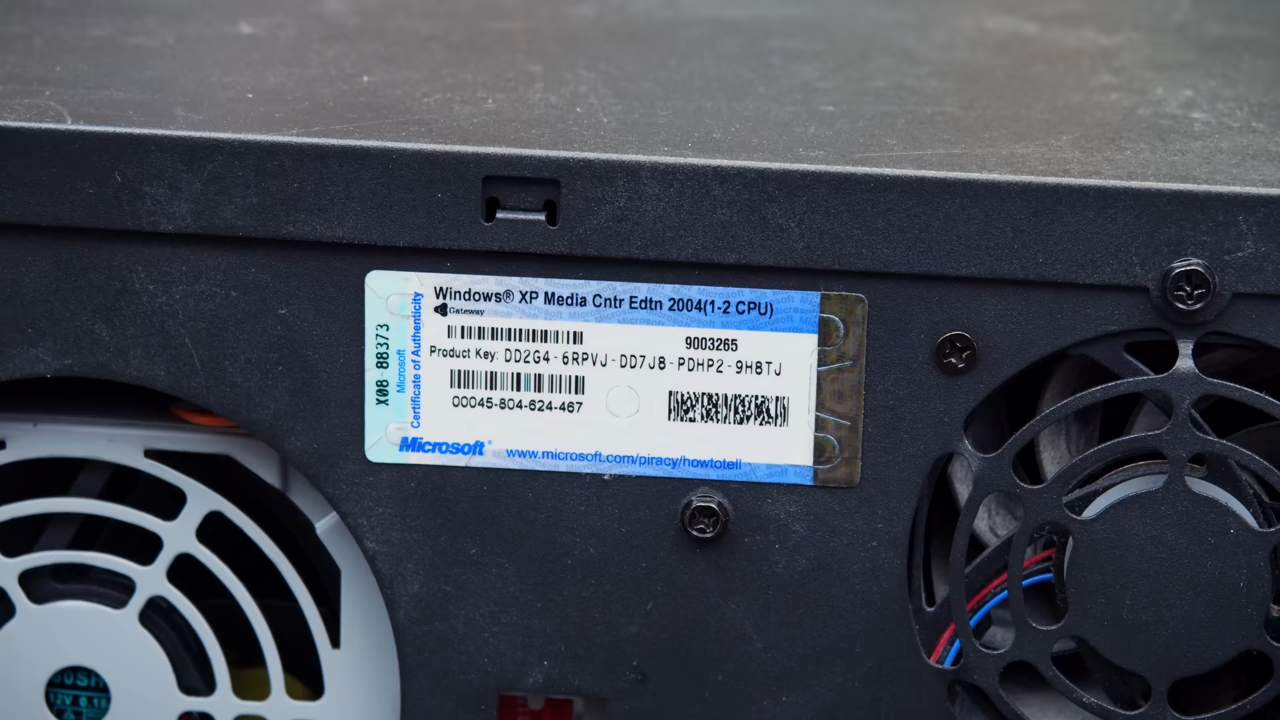 Windows® XP Media Cntr Edtn 2004(1-2 CPU)
Gateway
9003265
Product Key: DD2G4-6RPVJ-DD7J8-PDHP2-9H8TJ
00045-804-624-467
Microsoft®
www.microsoft.com/piracy/howtotell
X08-88373
Microsoft
Certificate of Authenticity